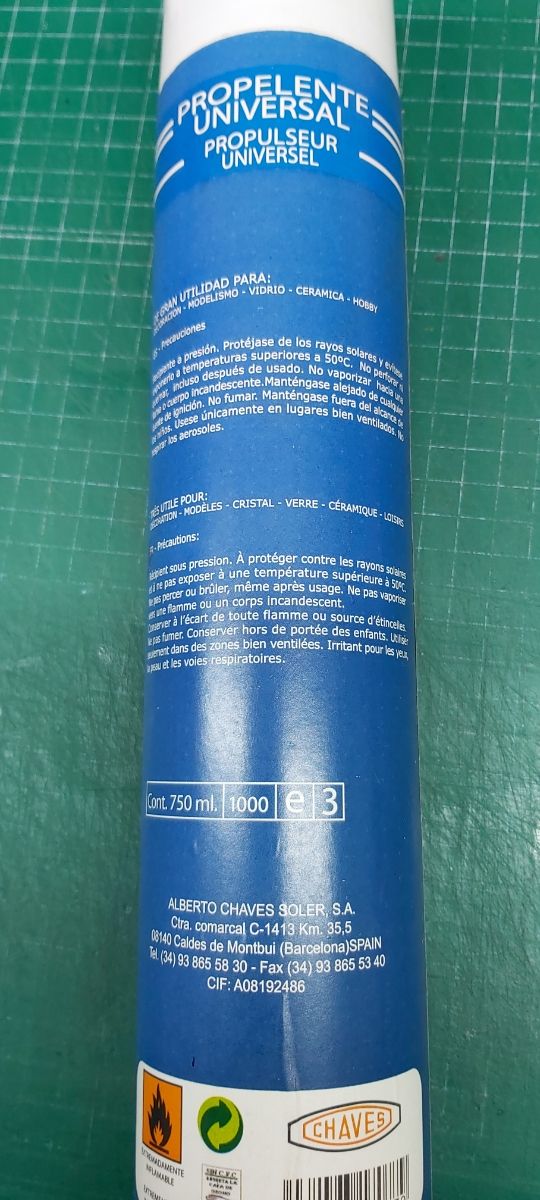 PROPELENTE
UNIVERSAL
PROPULSEUR
UNIVERSEL
DE GRAN UTILIDAD PARA:
DECORACION - MODELISMO - VIDRIO - CERAMICA - HOBBY
ES - Precauciones
a presión. Protéjase de los rayos solares y evítese
exponerlo a temperaturas superiores a 50ºC. No perforar ni
quemar, incluso después de usado. No vaporizar hacia una
llama o cuerpo incandescente.Manténgase alejado de cualquier
fuente de ignición. No fumar. Manténgase fuera del alcance de
los niños. Usese únicamente en lugares bien ventilados. No
respirar los aerosoles.
TRÈS UTILE POUR:
DÉCORATION - MODÈLES - CRISTAL - VERRE - CÉRAMIQUE - LOISIRS
FR - Précautions:
Récipient sous pression. À protéger contre les rayons solaires
et à ne pas exposer à une température supérieure à 50ºC.
Ne pas percer ou brûler, même après usage. Ne pas vaporiser
vers une flamme ou un corps incandescent.
Conserver à l'écart de toute flamme ou source d'étincelles.
Ne pas fumer. Conserver hors de portée des enfants. Utiliser
seulement dans des zones bien ventilées. Irritant pour les yeux,
la peau et les voies respiratoires.
Cont. 750 ml. 1000 e 3
ALBERTO CHAVES SOLER, S.A.
Ctra. comarcal C-1413 Km. 35,5
08140 Caldes de Montbui (Barcelona)SPAIN
Tel. (34) 93 865 58 30 - Fax (34) 93 865 53 40
CIF: A08192486
CHAVES
EXTREMADAMENTE
INFLAMABLE